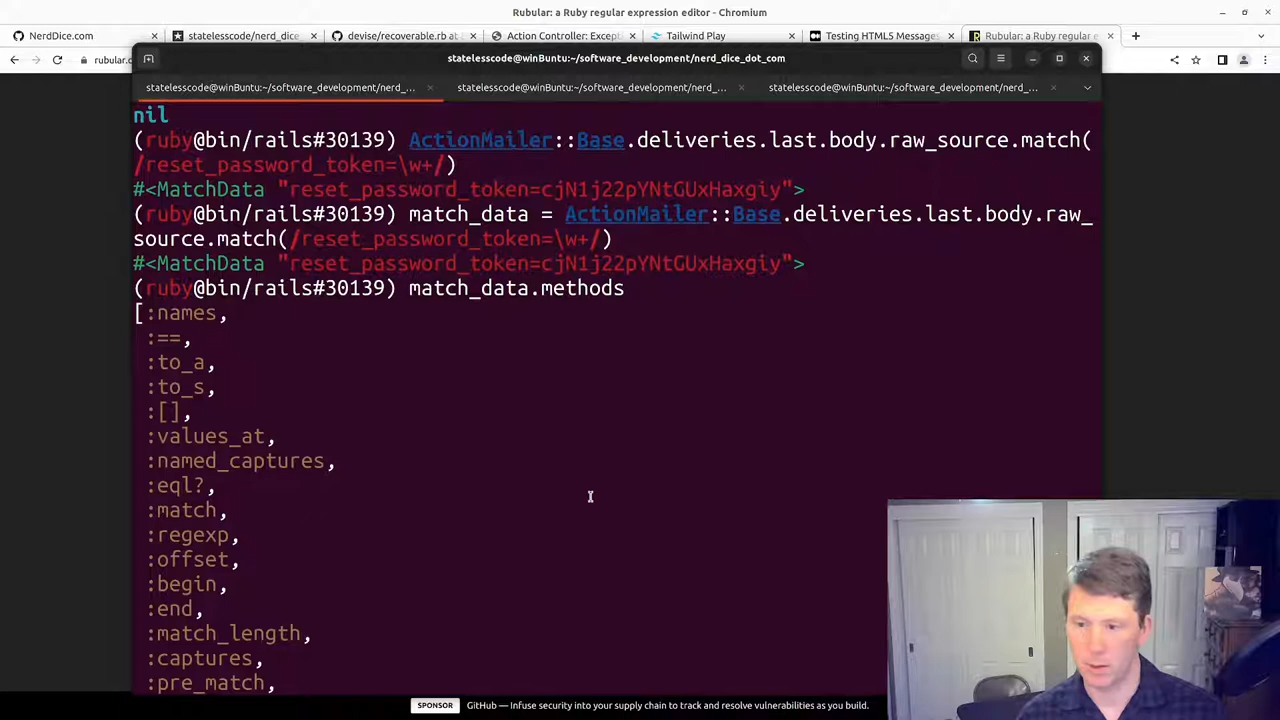 Rubular: a Ruby regular expression editor - Chromium
NerdDice.com
statelesscode/nerd_dice
devise/recoverable.rb at
Action Controller: Except
Tailwind Play
Testing HTML5 Messages
Rubular: a Ruby regular e
rubular.
statelesscode@winBuntu:~/software_development/nerd_dice_dot_com
statelesscode@winBuntu:~/software_development/nerd_...
statelesscode@winBuntu:~/software_development/nerd_...
statelesscode@winBuntu:~/software_development/nerd_...
nil
(ruby@bin/rails#30139) ActionMailer::Base.deliveries.last.body.raw_source.match(
/reset_password_token=\w+/)
#<MatchData "reset_password_token=cjN1j22pYNtGUxHaxgiy">
(ruby@bin/rails#30139) match_data = ActionMailer::Base.deliveries.last.body.raw_
source.match(/reset_password_token=\w+/)
#<MatchData "reset_password_token=cjN1j22pYNtGUxHaxgiy">
(ruby@bin/rails#30139) match_data.methods
[:names,
:==,
:to_a,
:to_s,
:[],
:values_at,
:named_captures,
:eql?,
:match,
:regexp,
:offset,
:begin,
:end,
:match_length,
:captures,
:pre_match,
SPONSOR GitHub — Infuse security into your supply chain to track and resolve vulnerabilities as you build.